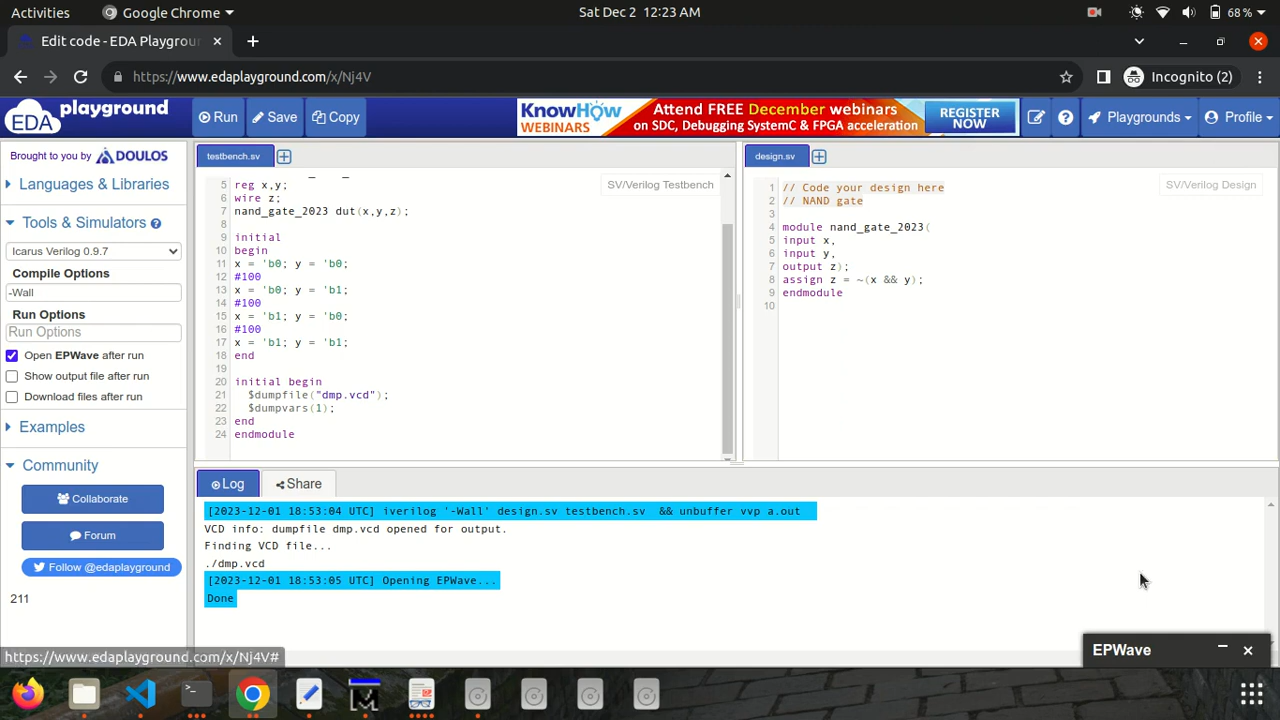 Activities
Google Chrome
Sat Dec 2 12:23 AM
68 %
Edit code - EDA Playgroun
https://www.edaplayground.com/x/Nj4V
Incognito (2)
EDA playground
Run
Save
Copy
KnowHow WEBINARS
Attend FREE December webinars
on SDC, Debugging SystemC & FPGA acceleration
REGISTER NOW
Playgrounds
Profile
Brought to you by DOULOS
Languages & Libraries
Tools & Simulators
Icarus Verilog 0.9.7
Compile Options
-Wall
Run Options
Run Options
Open EPWave after run
Show output file after run
Download files after run
Examples
Community
Collaborate
Forum
Follow @edaplayground
211
testbench.sv
SV/Verilog Testbench
5 reg x,y;
6 wire z;
7 nand_gate_2023 dut(x,y,z);
8
9 initial
10 begin
11 x = 'b0; y = 'b0;
12 #100
13 x = 'b0; y = 'b1;
14 #100
15 x = 'b1; y = 'b0;
16 #100
17 x = 'b1; y = 'b1;
18 end
19
20 initial begin
21 $dumpfile("dmp.vcd");
22 $dumpvars(1);
23 end
24 endmodule
design.sv
SV/Verilog Design
1 // Code your design here
2 // NAND gate
3
4 module nand_gate_2023(
5 input x,
6 input y,
7 output z);
8 assign z = ~(x && y);
9 endmodule
10
Log
Share
[2023-12-01 18:53:04 UTC] iverilog '-Wall' design.sv testbench.sv && unbuffer vvp a.out
VCD info: dumpfile dmp.vcd opened for output.
Finding VCD file...
./dmp.vcd
[2023-12-01 18:53:05 UTC] Opening EPWave...
Done
EPWave
https://www.edaplayground.com/x/Nj4V#